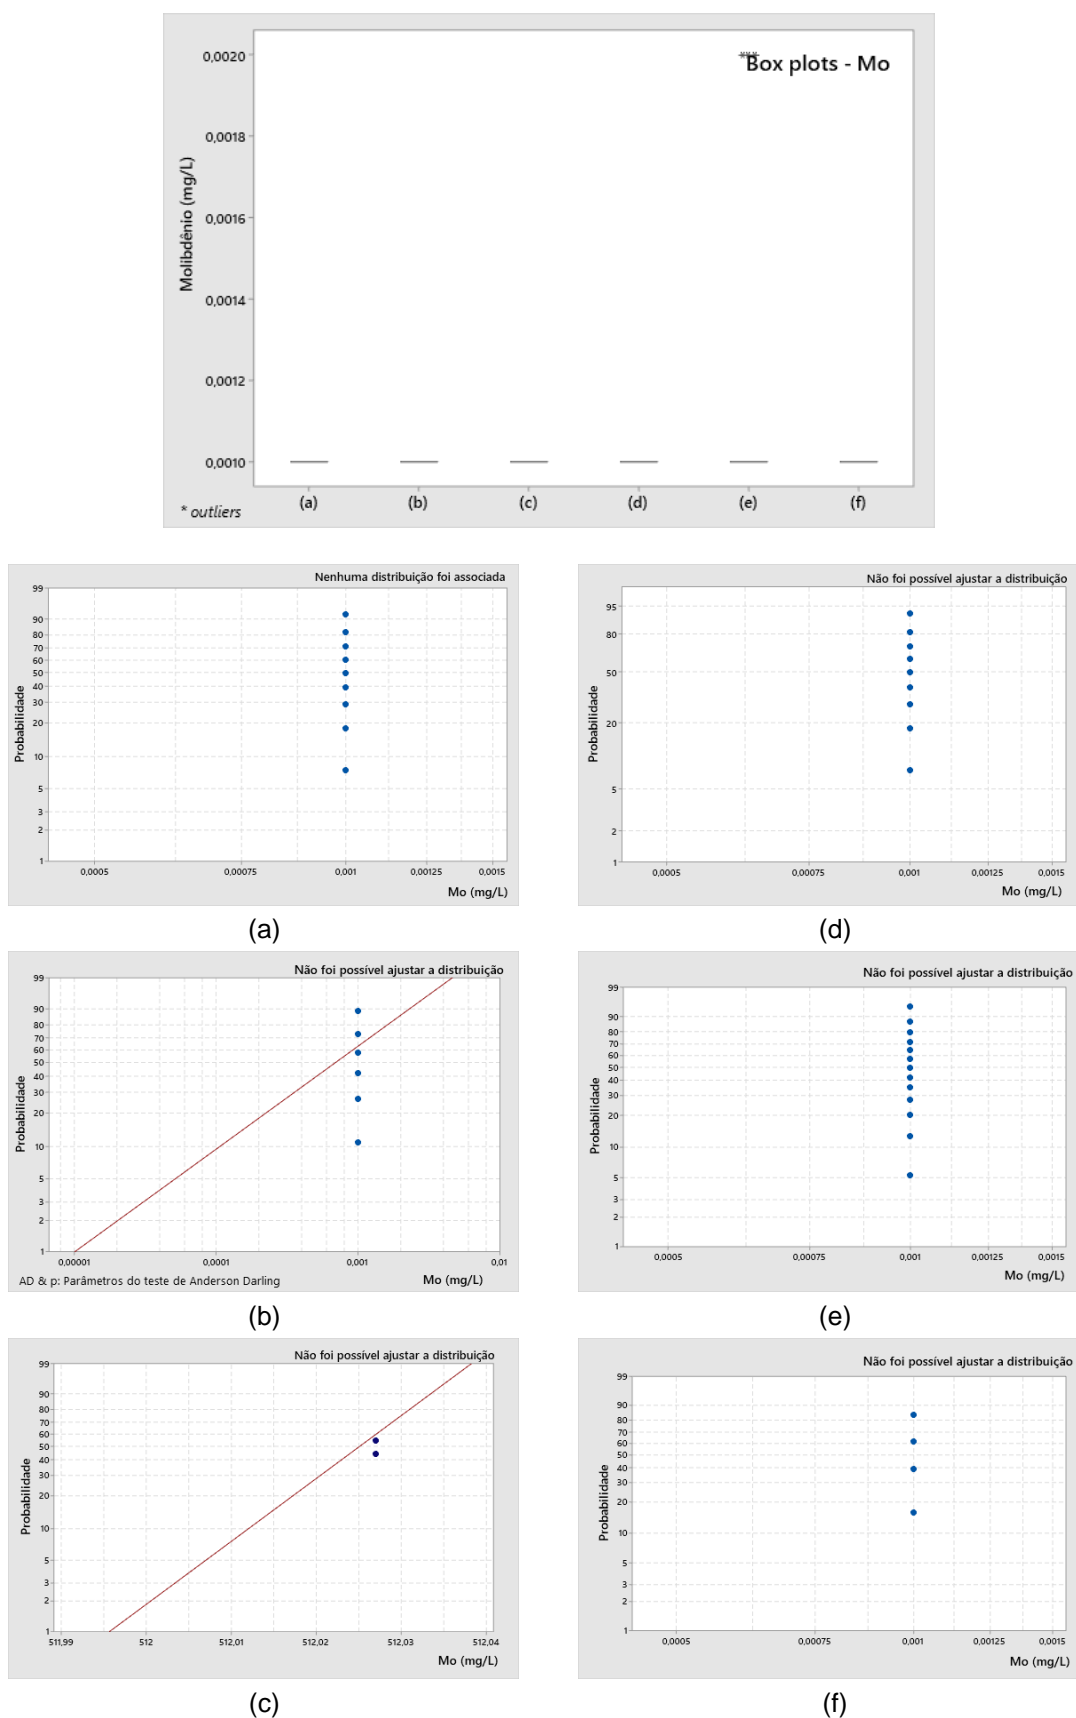 Box plots - Mo
0,0020
0,0018
0,0016
0,0014
0,0012
0,0010
Molibdênio (mg/L)
(a) (b) (c) (d) (e) (f)
* outliers
Nenhuma distribuição foi associada
99
90
80
70
60
50
40
30
20
10
5
3
2
1
Probabilidade
0,0005 0,00075 0,001 0,00125 0,0015
Mo (mg/L)
(a)
Não foi possível ajustar a distribuição
95
80
50
20
5
2
1
Probabilidade
0,0005 0,00075 0,001 0,00125 0,0015
Mo (mg/L)
(d)
Não foi possível ajustar a distribuição
99
90
80
70
60
50
40
30
20
10
5
3
2
1
Probabilidade
0,00001 0,0001 0,001 0,01
AD & p: Parâmetros do teste de Anderson Darling Mo (mg/L)
(b)
Não foi possível ajustar a distribuição
99
90
80
70
60
50
40
30
20
10
5
3
2
1
Probabilidade
0,0005 0,00075 0,001 0,00125 0,0015
Mo (mg/L)
(e)
Não foi possível ajustar a distribuição
99
90
80
70
60
50
40
30
20
10
5
3
2
1
Probabilidade
511,99 512 512,01 512,02 512,03 512,04
Mo (mg/L)
(c)
Não foi possível ajustar a distribuição
99
90
80
70
60
50
40
30
20
10
5
3
2
1
Probabilidade
0,0005 0,00075 0,001 0,00125 0,0015
Mo (mg/L)
(f)